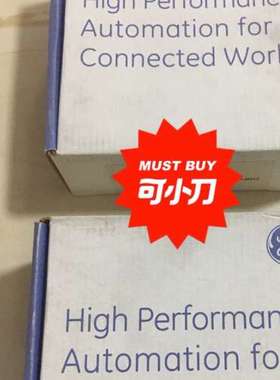 High Performanc
Automation for
Connected Worl
MUST BUY
可小刀
High Performan
Automation for